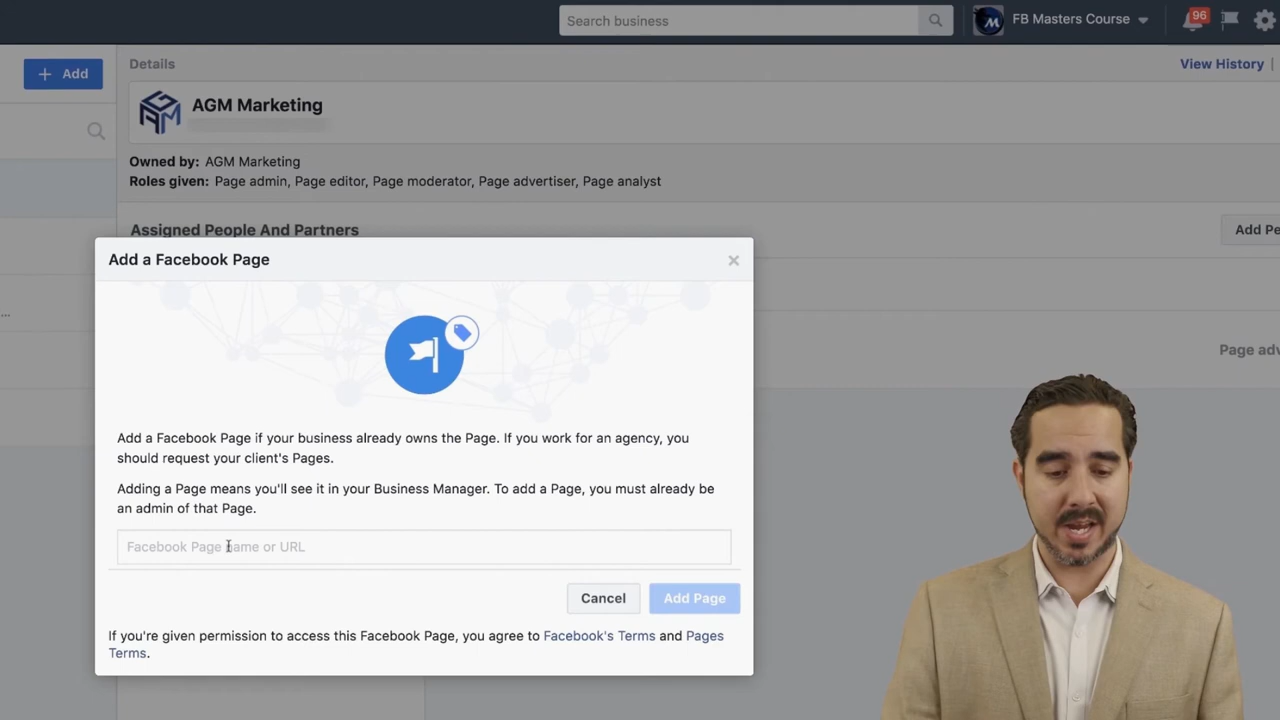 Search business
FB Masters Course
96
+ Add
Details
View History
AGM Marketing
Owned by: AGM Marketing
Roles given: Page admin, Page editor, Page moderator, Page advertiser, Page analyst
Assigned People And Partners
Add Pe
Add a Facebook Page
...
Page adv
Add a Facebook Page if your business already owns the Page. If you work for an agency, you
should request your client's Pages.
Adding a Page means you'll see it in your Business Manager. To add a Page, you must already be
an admin of that Page.
Facebook Page name or URL
Cancel
Add Page
If you're given permission to access this Facebook Page, you agree to Facebook's Terms and Pages
Terms.